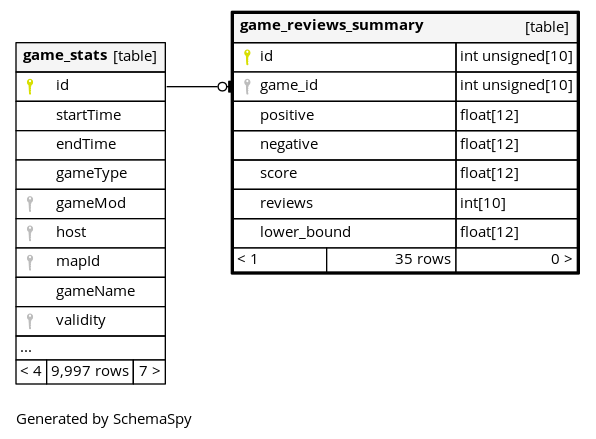 game_stats [table]
id
startTime
endTime
gameType
gameMod
host
mapId
gameName
validity
...
< 4 9,997 rows 7 >
game_reviews_summary [table]
id int unsigned[10]
game_id int unsigned[10]
positive float[12]
negative float[12]
score float[12]
reviews int[10]
lower_bound float[12]
< 1 35 rows 0 >
Generated by SchemaSpy